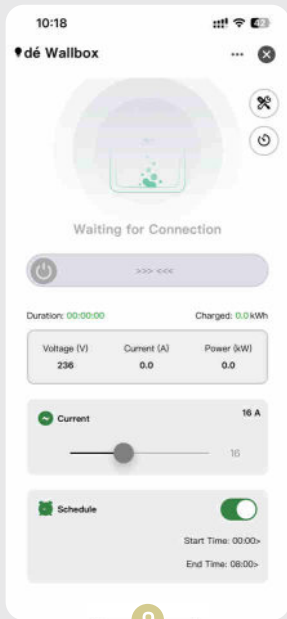 10:18
dé Wallbox
Waiting for Connection
>>> <<<
Duration: 00:00:00
Charged: 0.0 kWh
Voltage (V) Current (A) Power (kW)
236 0.0 0.0
Current 16 A
16
Schedule
Start Time: 00:00>
End Time: 08:00>